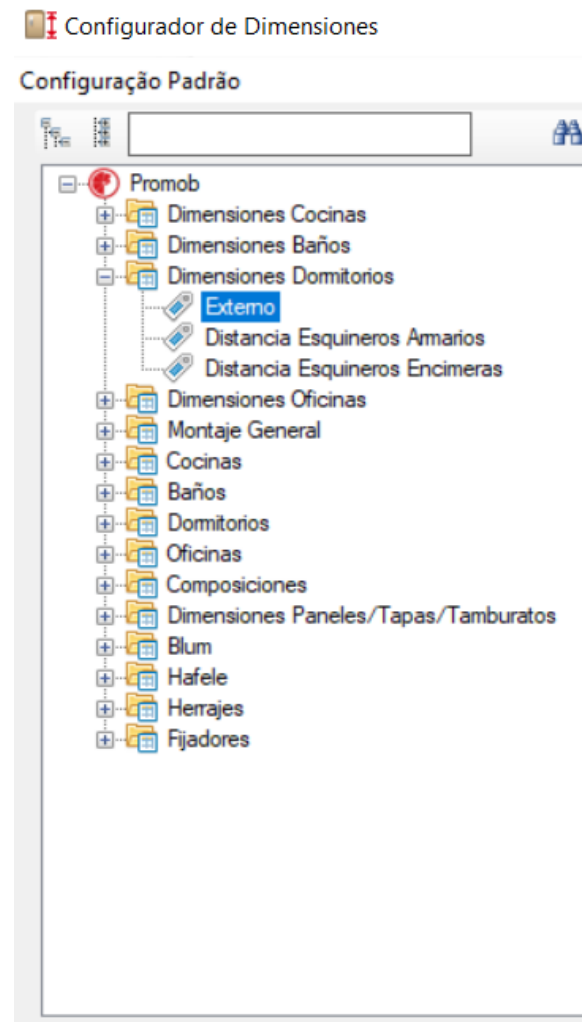 Configurador de Dimensiones
Configuração Padrão
Promob
Dimensiones Cocinas
Dimensiones Baños
Dimensiones Dormitorios
Externo
Distancia Esquineros Armarios
Distancia Esquineros Encimeras
Dimensiones Oficinas
Montaje General
Cocinas
Baños
Dormitorios
Oficinas
Composiciones
Dimensiones Paneles/Tapas/Tamburatos
Blum
Hafele
Herrajes
Fijadores